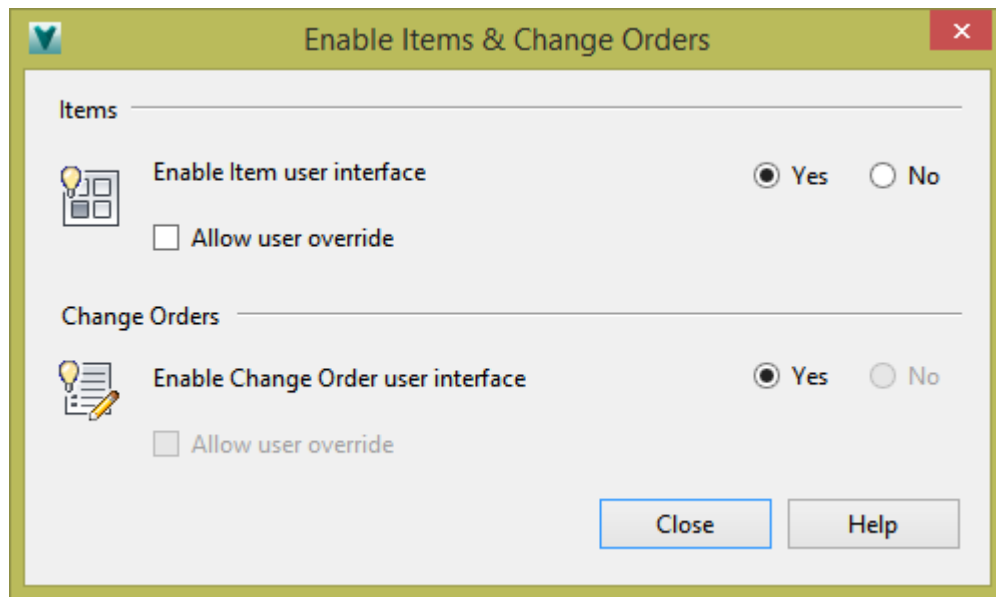 Enable Items & Change Orders
Items
Enable Item user interface Yes No
Allow user override
Change Orders
Enable Change Order user interface Yes No
Allow user override
Close Help